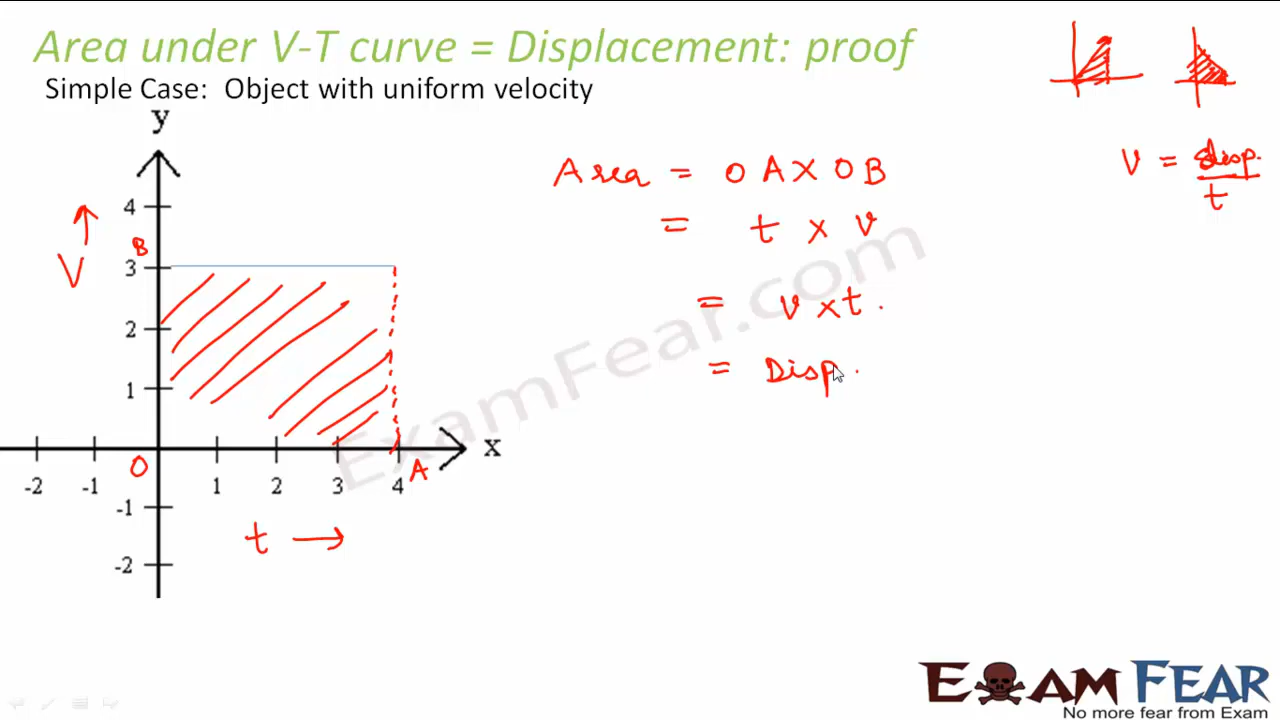 Area under V-T curve = Displacement: proof
Simple Case: Object with uniform velocity
y
4
V
B
3
2
1
O
-2 -1 1 2 3 4
A
x
-1
-2
t
Area = OA X OB
= t x v
= v x t.
= Disp.
V = disp.
t
ExamFear.com
EXAM FEAR
No more fear from Exam